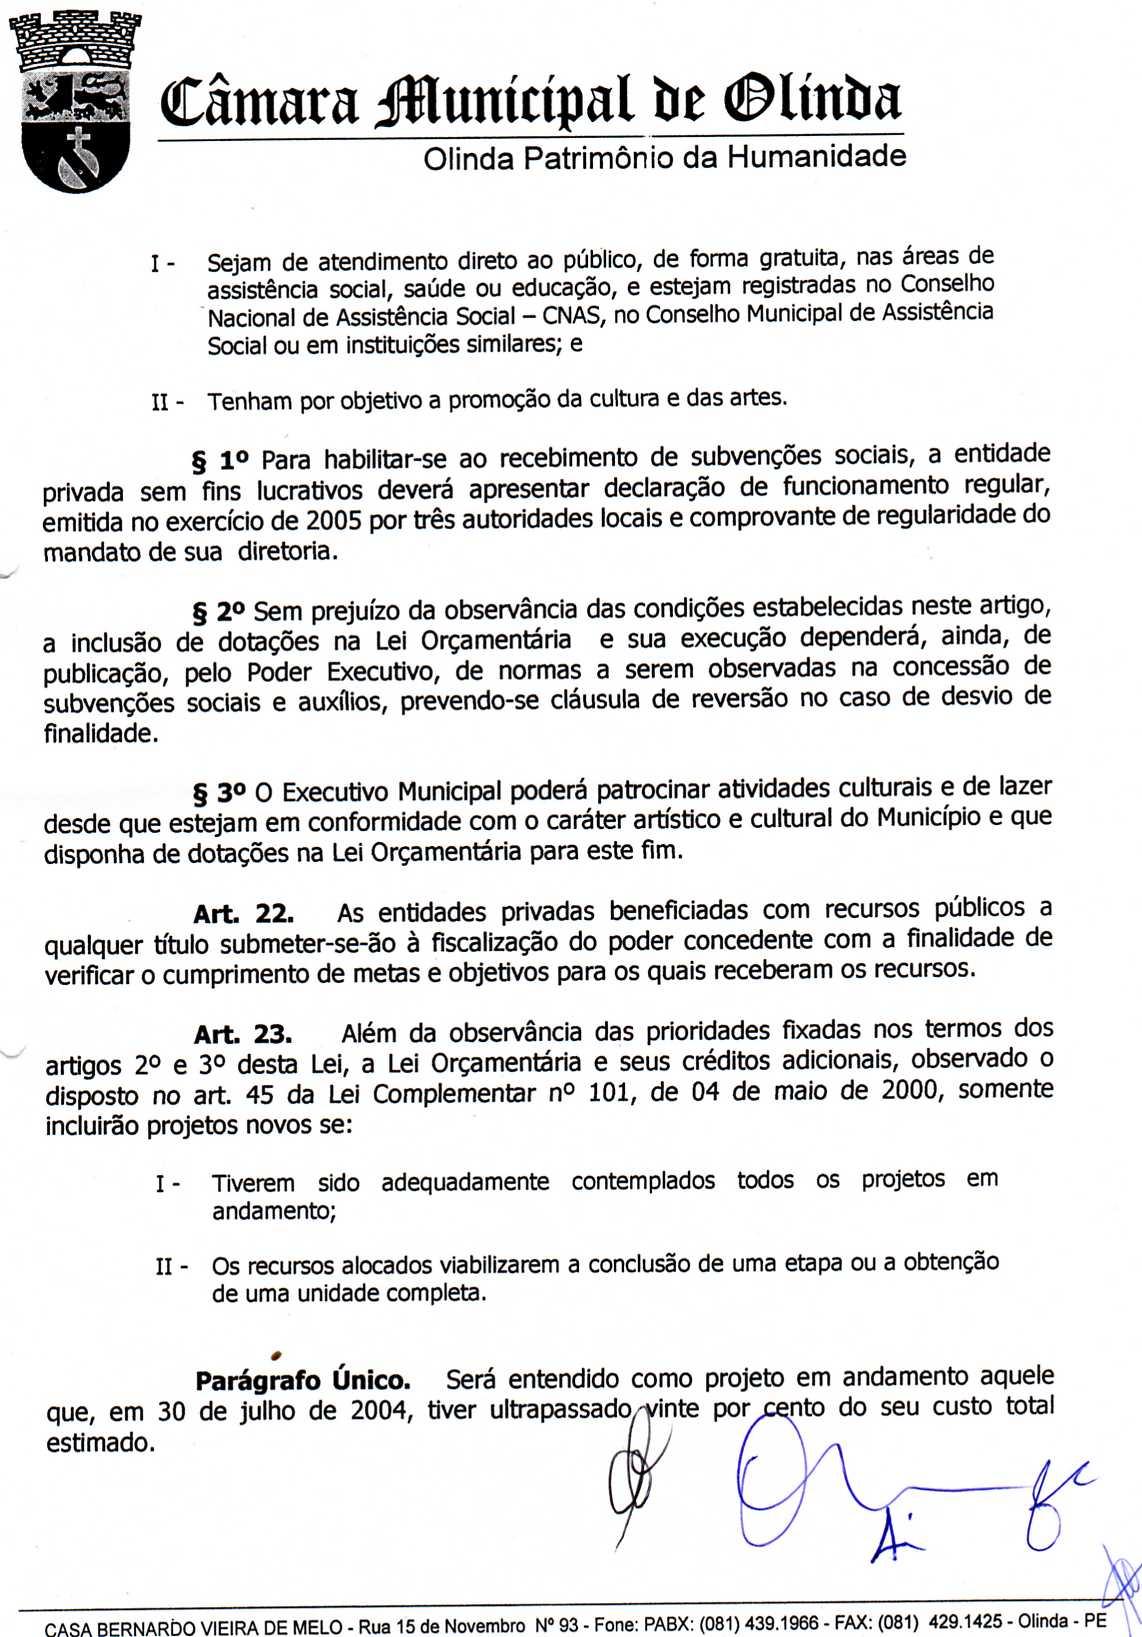 Câmara Municipal de Olinda
Olinda Patrimônio da Humanidade
I - Sejam de atendimento direto ao público, de forma gratuita, nas áreas de
assistência social, saúde ou educação, e estejam registradas no Conselho
Nacional de Assistência Social – CNAS, no Conselho Municipal de Assistência
Social ou em instituições similares; e
II - Tenham por objetivo a promoção da cultura e das artes.
§ 1º Para habilitar-se ao recebimento de subvenções sociais, a entidade
privada sem fins lucrativos deverá apresentar declaração de funcionamento regular,
emitida no exercício de 2005 por três autoridades locais e comprovante de regularidade do
mandato de sua diretoria.
§ 2º Sem prejuízo da observância das condições estabelecidas neste artigo,
a inclusão de dotações na Lei Orçamentária e sua execução dependerá, ainda, de
publicação, pelo Poder Executivo, de normas a serem observadas na concessão de
subvenções sociais e auxílios, prevendo-se cláusula de reversão no caso de desvio de
finalidade.
§ 3º O Executivo Municipal poderá patrocinar atividades culturais e de lazer
desde que estejam em conformidade com o caráter artístico e cultural do Município e que
disponha de dotações na Lei Orçamentária para este fim.
Art. 22. As entidades privadas beneficiadas com recursos públicos a
qualquer título submeter-se-ão à fiscalização do poder concedente com a finalidade de
verificar o cumprimento de metas e objetivos para os quais receberam os recursos.
Art. 23. Além da observância das prioridades fixadas nos termos dos
artigos 2º e 3º desta Lei, a Lei Orçamentária e seus créditos adicionais, observado o
disposto no art. 45 da Lei Complementar nº 101, de 04 de maio de 2000, somente
incluirão projetos novos se:
I - Tiverem sido adequadamente contemplados todos os projetos em
andamento;
II - Os recursos alocados viabilizarem a conclusão de uma etapa ou a obtenção
de uma unidade completa.
Parágrafo Único. Será entendido como projeto em andamento aquele
que, em 30 de julho de 2004, tiver ultrapassado vinte por cento do seu custo total
estimado.
CASA BERNARDO VIEIRA DE MELO - Rua 15 de Novembro Nº 93 - Fone: PABX: (081) 439.1966 - FAX: (081) 429.1425 - Olinda - PE